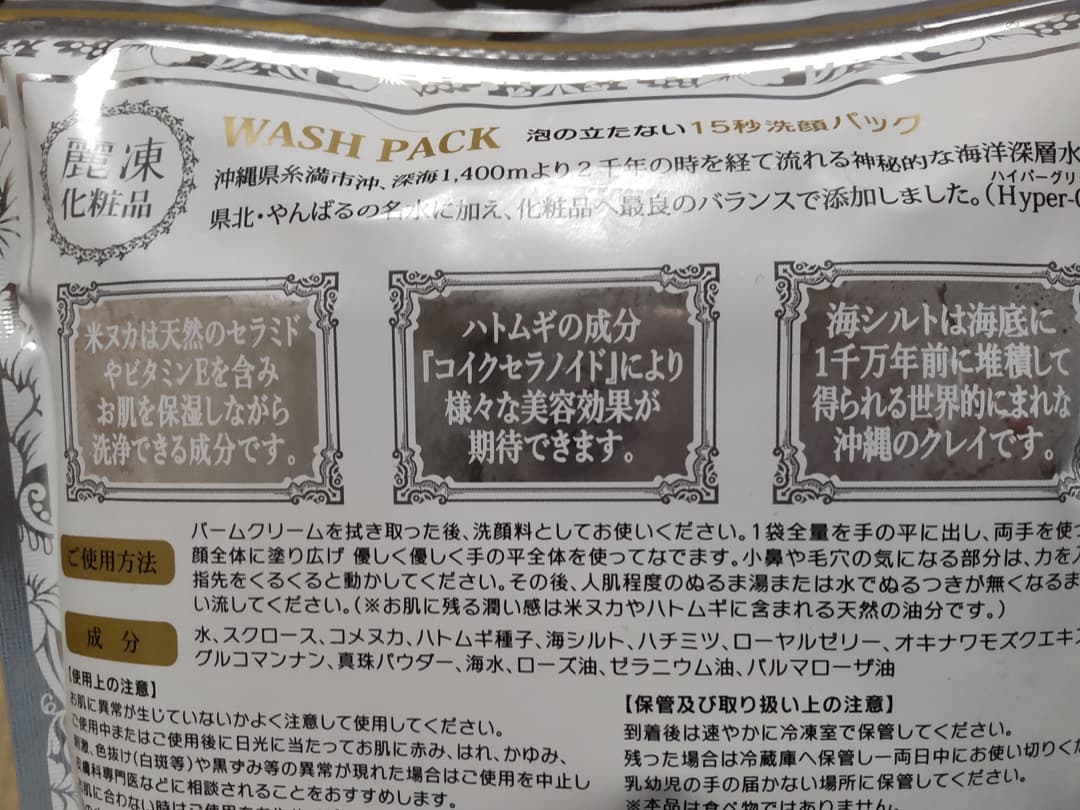 麗凍
化粧品
WASH PACK 泡の立たない15秒洗顔パック
沖縄県糸満市沖、深海1,400mより2千年の時を経て流れる神秘的な海洋深層水
ハイパーグリ
県北・やんばるの名水に加え、化粧品へ最良のバランスで添加しました。(Hyper-G
米ヌカは天然のセラミド
やビタミンEを含み
お肌を保湿しながら
洗浄できる成分です。
ハトムギの成分
『コイクセラノイド』により
様々な美容効果が
期待できます。
海シルトは海底に
1千万年前に堆積して
得られる世界的にまれな
沖縄のクレイです。
ご使用方法
バームクリームを拭き取った後、洗顔料としてお使いください。1袋全量を手の平に出し、両手を使っ
顔全体に塗り広げ 優しく優しく手の平全体を使ってなでます。小鼻や毛穴の気になる部分は、力を入
指先をくるくると動かしてください。その後、人肌程度のぬるま湯または水でぬるつきが無くなるま
い流してください。(※お肌に残る潤い感は米ヌカやハトムギに含まれる天然の油分です。)
成 分
水、スクロース、コメヌカ、ハトムギ種子、海シルト、ハチミツ、ローヤルゼリー、オキナワモズクエキス
グルコマンナン、真珠パウダー、海水、ローズ油、ゼラニウム油、パルマローザ油
【使用上の注意】
お肌に異常が生じていないかよく注意して使用してください。
ご使用中またはご使用後に日光に当たってお肌に赤み、はれ、かゆみ、
刺激、色抜け(白斑等)や黒ずみ等の異常が現れた場合はご使用を中止し
皮膚科専門医などに相談されることをおすすめします。
お肌に合わない時はご使用を
【保管及び取り扱い上の注意】
到着後は速やかに冷凍室で保管してください。
残った場合は冷蔵庫へ保管し一両日中にお使い切りくだ
乳幼児の手の届かない場所に保管してください。
※本品は食べ物ではありません。